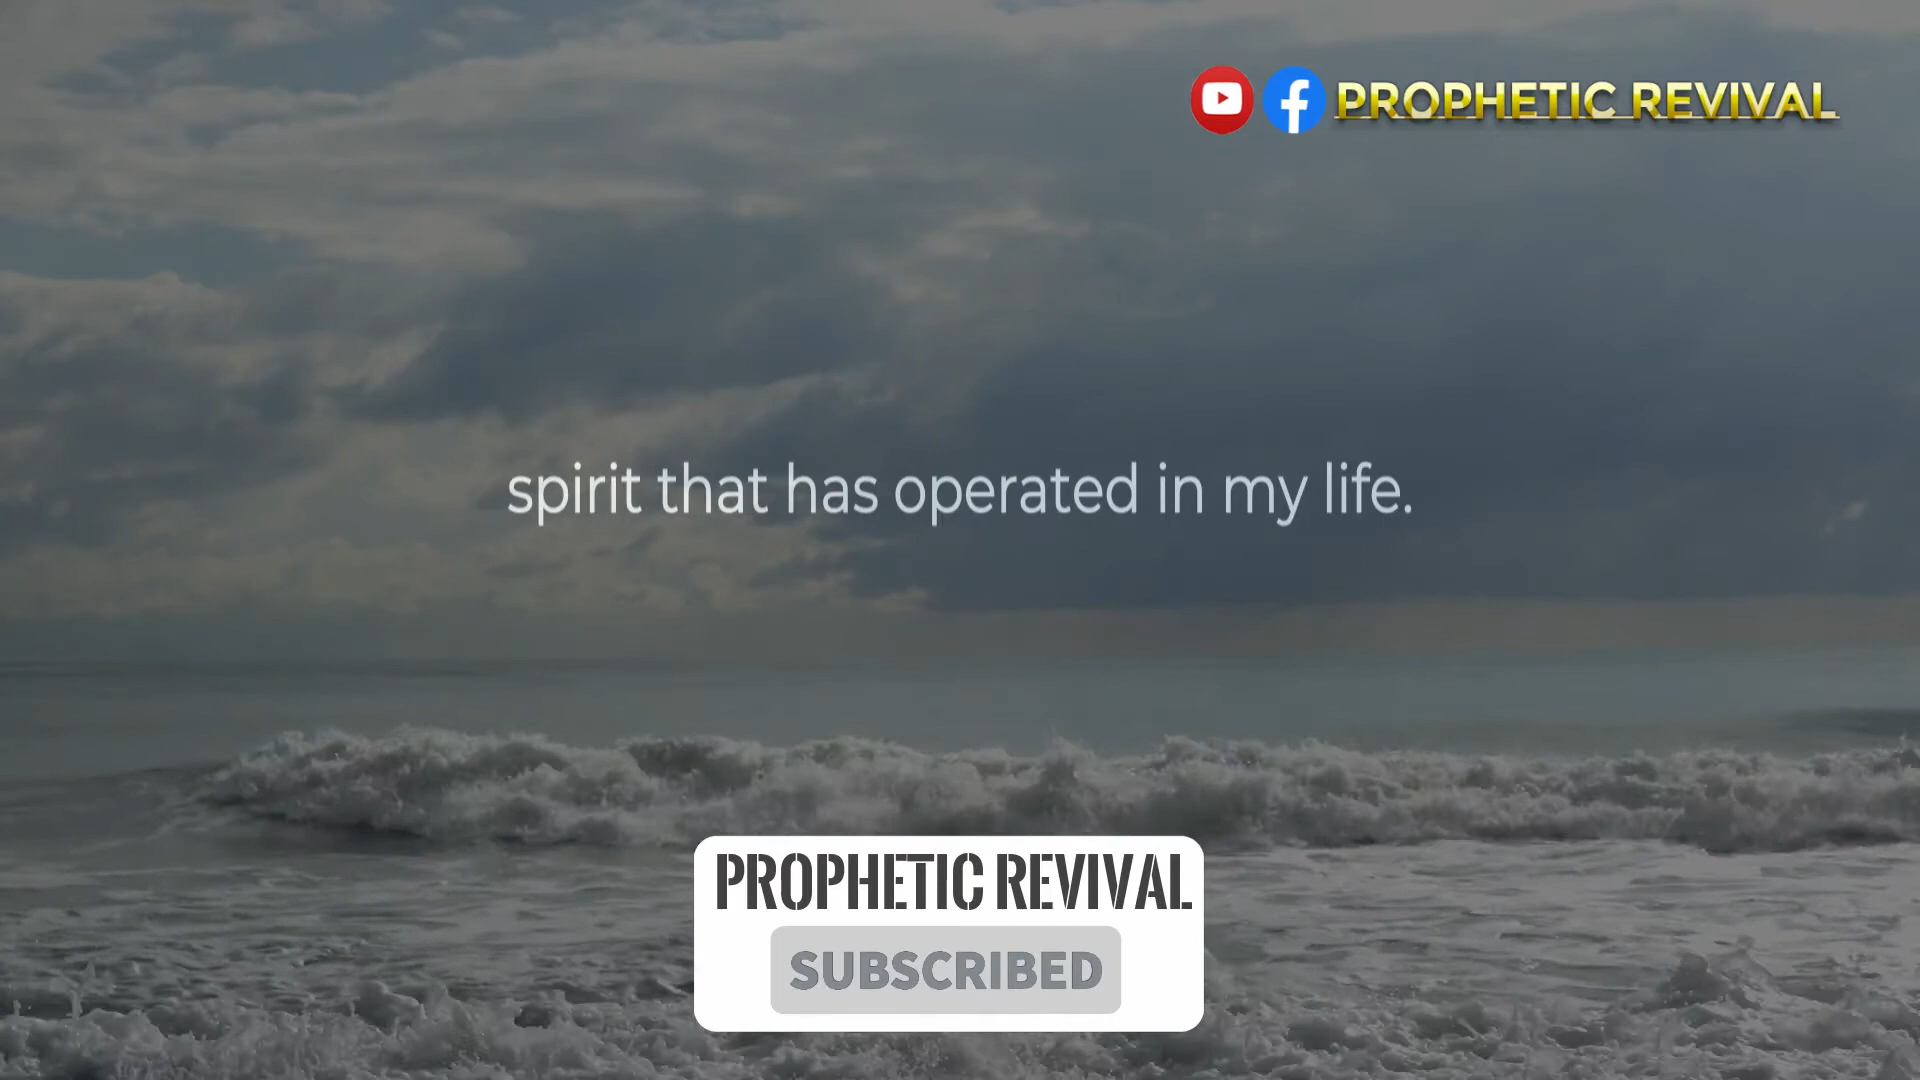 PROPHETIC REVIVAL
spirit that has operated in my life.
PROPHETIC REVIVAL
SUBSCRIBED